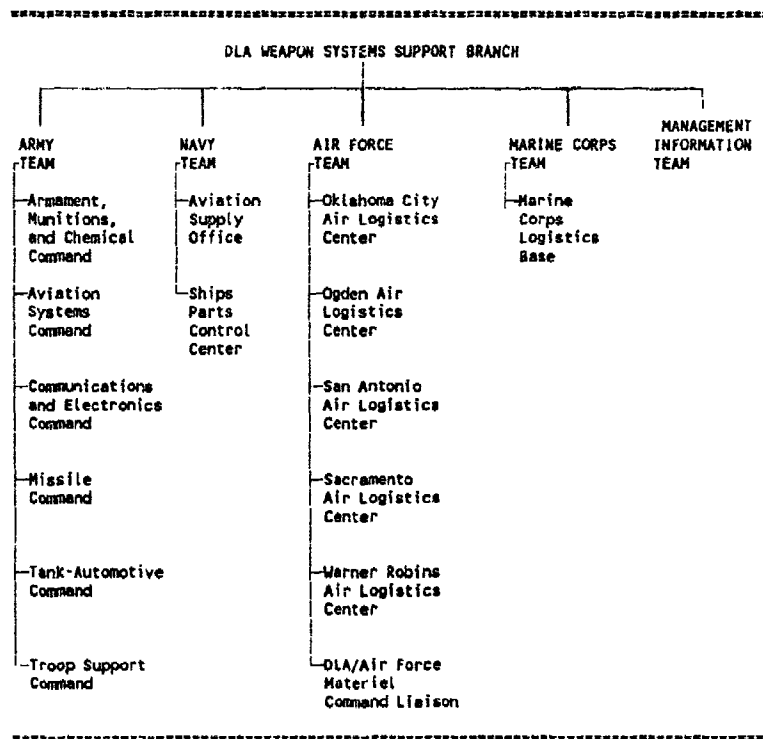 DLA WEAPON SYSTEMS SUPPORT BRANCH
ARMY
TEAM
Armament,
Munitions,
and Chemical
Command
Aviation
Systems
Command
Communications
and Electronics
Command
Missile
Command
Tank-Automotive
Command
Troop Support
Command
NAVY
TEAM
Aviation
Supply
Office
Ships
Parts
Control
Center
AIR FORCE
TEAM
Oklahoma City
Air Logistics
Center
Ogden Air
Logistics
Center
San Antonio
Air Logistics
Center
Sacramento
Air Logistics
Center
Warner Robins
Air Logistics
Center
DLA/Air Force
Materiel
Command Liaison
MARINE CORPS
TEAM
Marine
Corps
Logistics
Base
MANAGEMENT
INFORMATION
TEAM